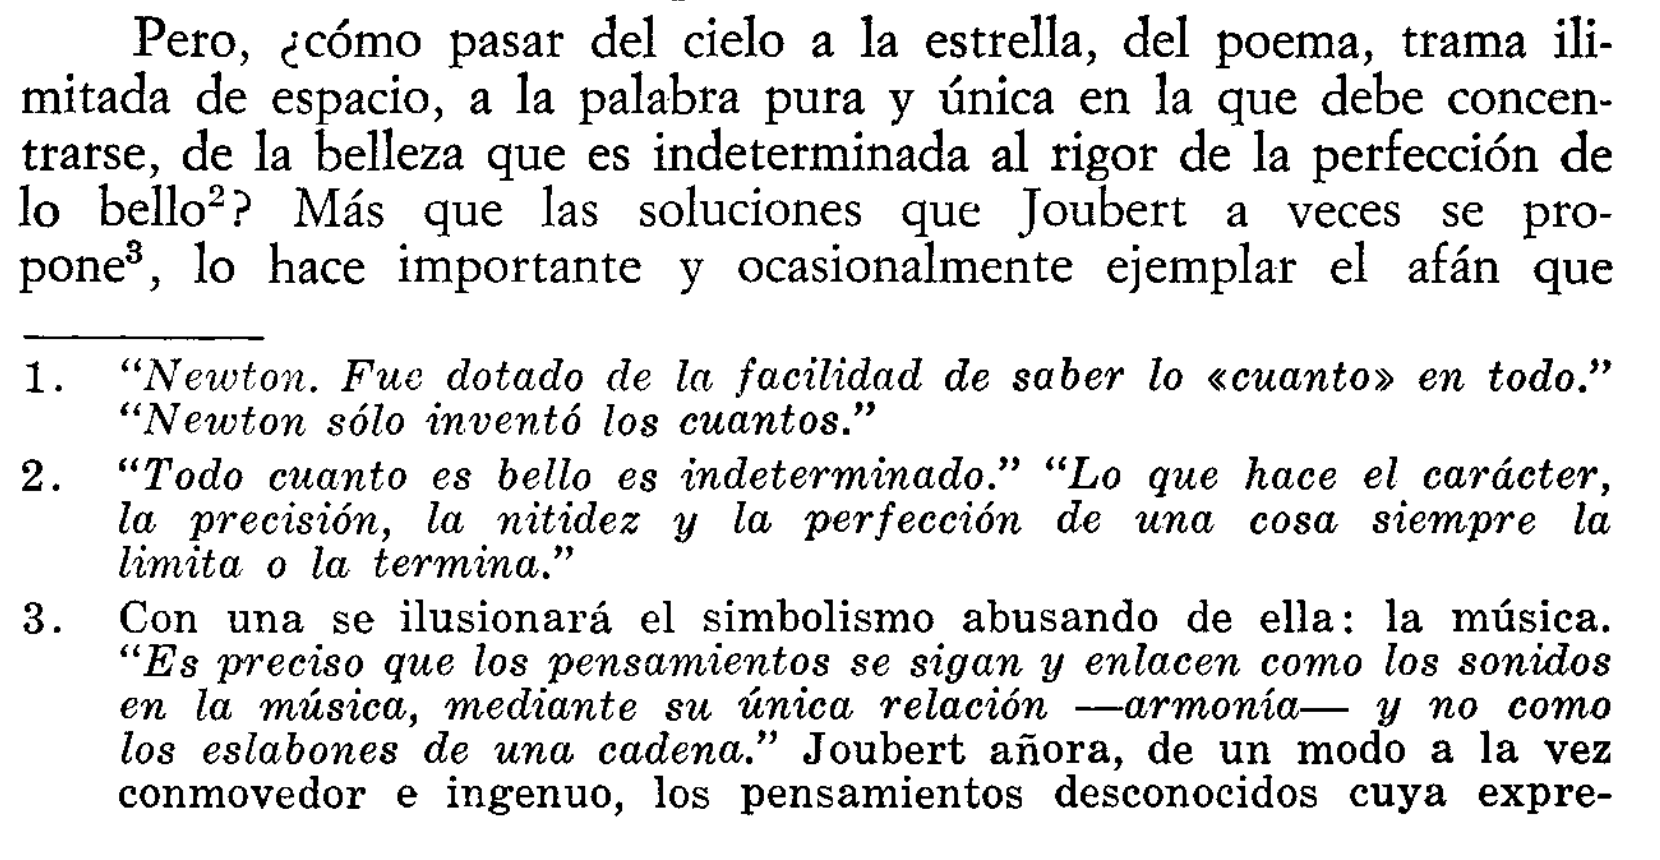 Pero, ¿cómo pasar del cielo a la estrella, del poema, trama ili-
mitada de espacio, a la palabra pura y única en la que debe concen-
trarse, de la belleza que es indeterminada al rigor de la perfección de
lo bello²? Más que las soluciones que Joubert a veces se pro-
pone³, lo hace importante y ocasionalmente ejemplar el afán que
1. “Newton. Fue dotado de la facilidad de saber lo «cuanto» en todo.”
“Newton sólo inventó los cuantos.”
2. “Todo cuanto es bello es indeterminado.” “Lo que hace el carácter,
la precisión, la nitidez y la perfección de una cosa siempre la
limita o la termina.”
3. Con una se ilusionará el simbolismo abusando de ella: la música.
“Es preciso que los pensamientos se sigan y enlacen como los sonidos
en la música, mediante su única relación —armonía— y no como
los eslabones de una cadena.” Joubert añora, de un modo a la vez
conmovedor e ingenuo, los pensamientos desconocidos cuya expre-